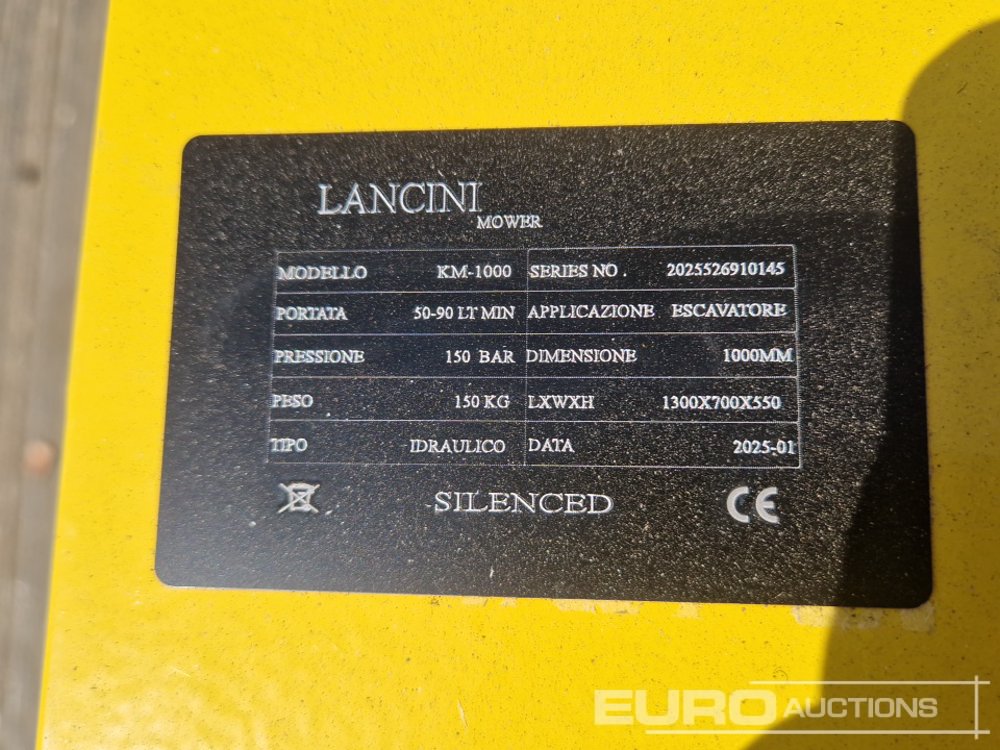 LANCINI
MOWER
MODELLO KM-1000 SERIES NO . 2025526910145
PORTATA 50-90 LT MIN APPLICAZIONE ESCAVATORE
PRESSIONE 150 BAR DIMENSIONE 1000MM
PESO 150 KG LXWXH 1300X700X550
TIPO IDRAULICO DATA 2025-01
SILENCED CE
EURO AUCTIONS